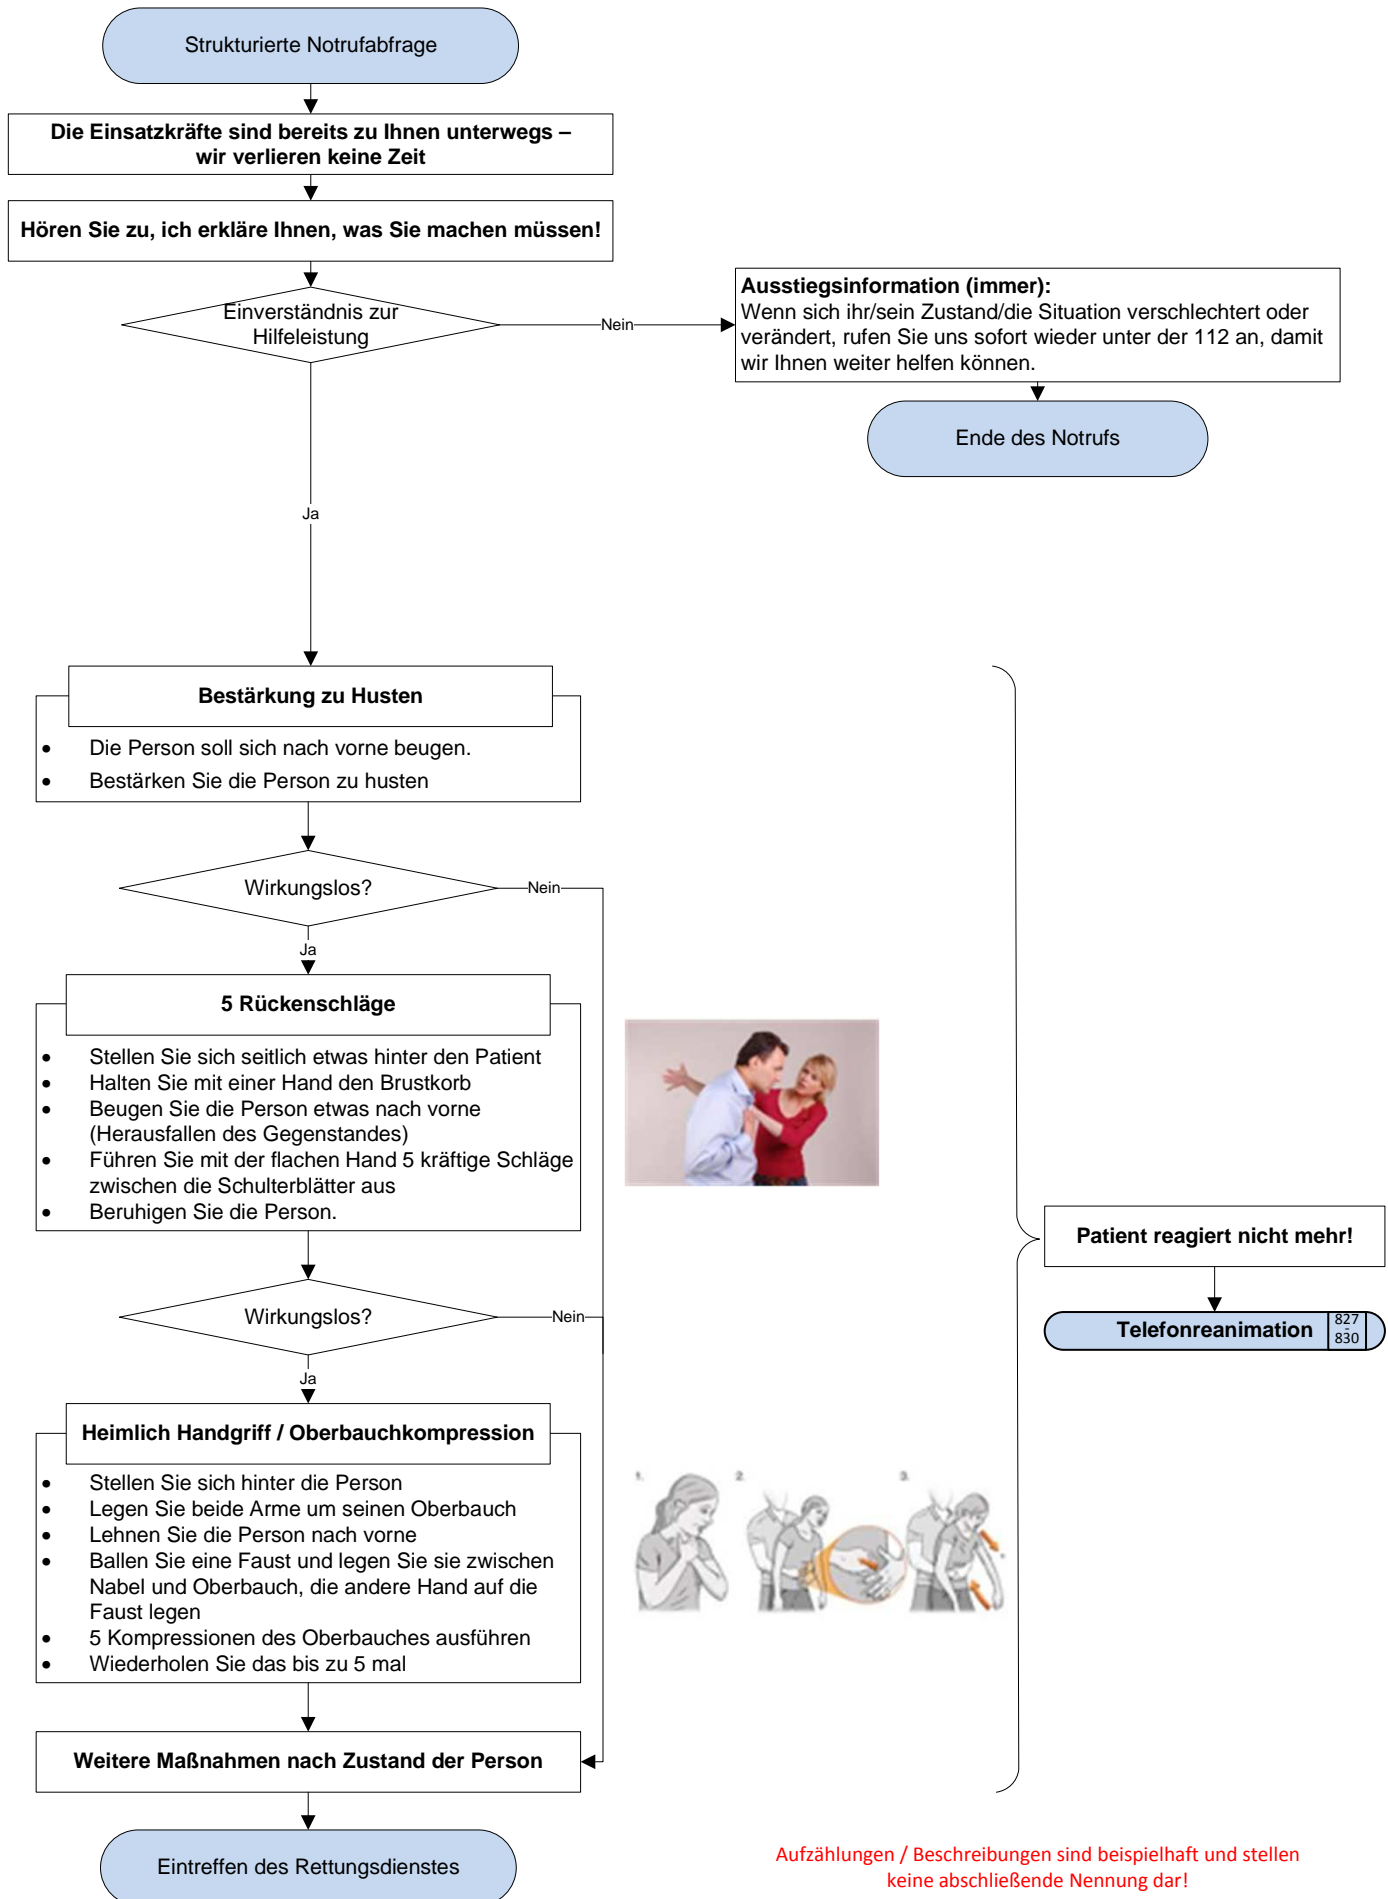 Strukturierte Notrufabfrage
Die Einsatzkräfte sind bereits zu Ihnen unterwegs –
wir verlieren keine Zeit
Hören Sie zu, ich erkläre Ihnen, was Sie machen müssen!
Einverständnis zur
Hilfeleistung
Nein
Ausstiegsinformation (immer):
Wenn sich ihr/sein Zustand/die Situation verschlechtert oder
verändert, rufen Sie uns sofort wieder unter der 112 an, damit
wir Ihnen weiter helfen können.
Ende des Notrufs
Ja
Bestärkung zu Husten
• Die Person soll sich nach vorne beugen.
• Bestärken Sie die Person zu husten
Wirkungslos?
Nein
Ja
5 Rückenschläge
• Stellen Sie sich seitlich etwas hinter den Patient
• Halten Sie mit einer Hand den Brustkorb
• Beugen Sie die Person etwas nach vorne
(Herausfallen des Gegenstandes)
• Führen Sie mit der flachen Hand 5 kräftige Schläge
zwischen die Schulterblätter aus
• Beruhigen Sie die Person.
Patient reagiert nicht mehr!
Telefonreanimation
827
-
830
Wirkungslos?
Nein
Ja
Heimlich Handgriff / Oberbauchkompression
• Stellen Sie sich hinter die Person
• Legen Sie beide Arme um seinen Oberbauch
• Lehnen Sie die Person nach vorne
• Ballen Sie eine Faust und legen Sie sie zwischen
Nabel und Oberbauch, die andere Hand auf die
Faust legen
• 5 Kompressionen des Oberbauches ausführen
• Wiederholen Sie das bis zu 5 mal
1.
2.
3.
Weitere Maßnahmen nach Zustand der Person
Eintreffen des Rettungsdienstes
Aufzählungen / Beschreibungen sind beispielhaft und stellen
keine abschließende Nennung dar!